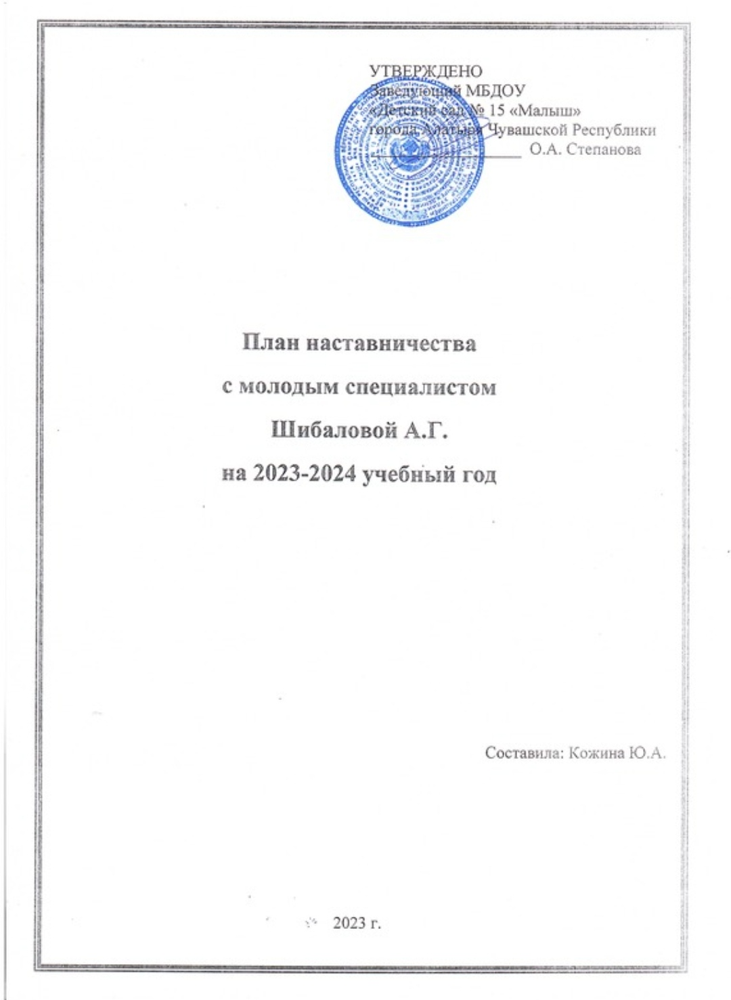 УТВЕРЖДЕНО
Заведующий МБДОУ
«Детский сад № 15 «Малыш»
города Алатыря Чувашской Республики
О.А. Степанова
План наставничества
с молодым специалистом
Шибаловой А.Г.
на 2023-2024 учебный год
Составила: Кожина Ю.А.
2023 г.